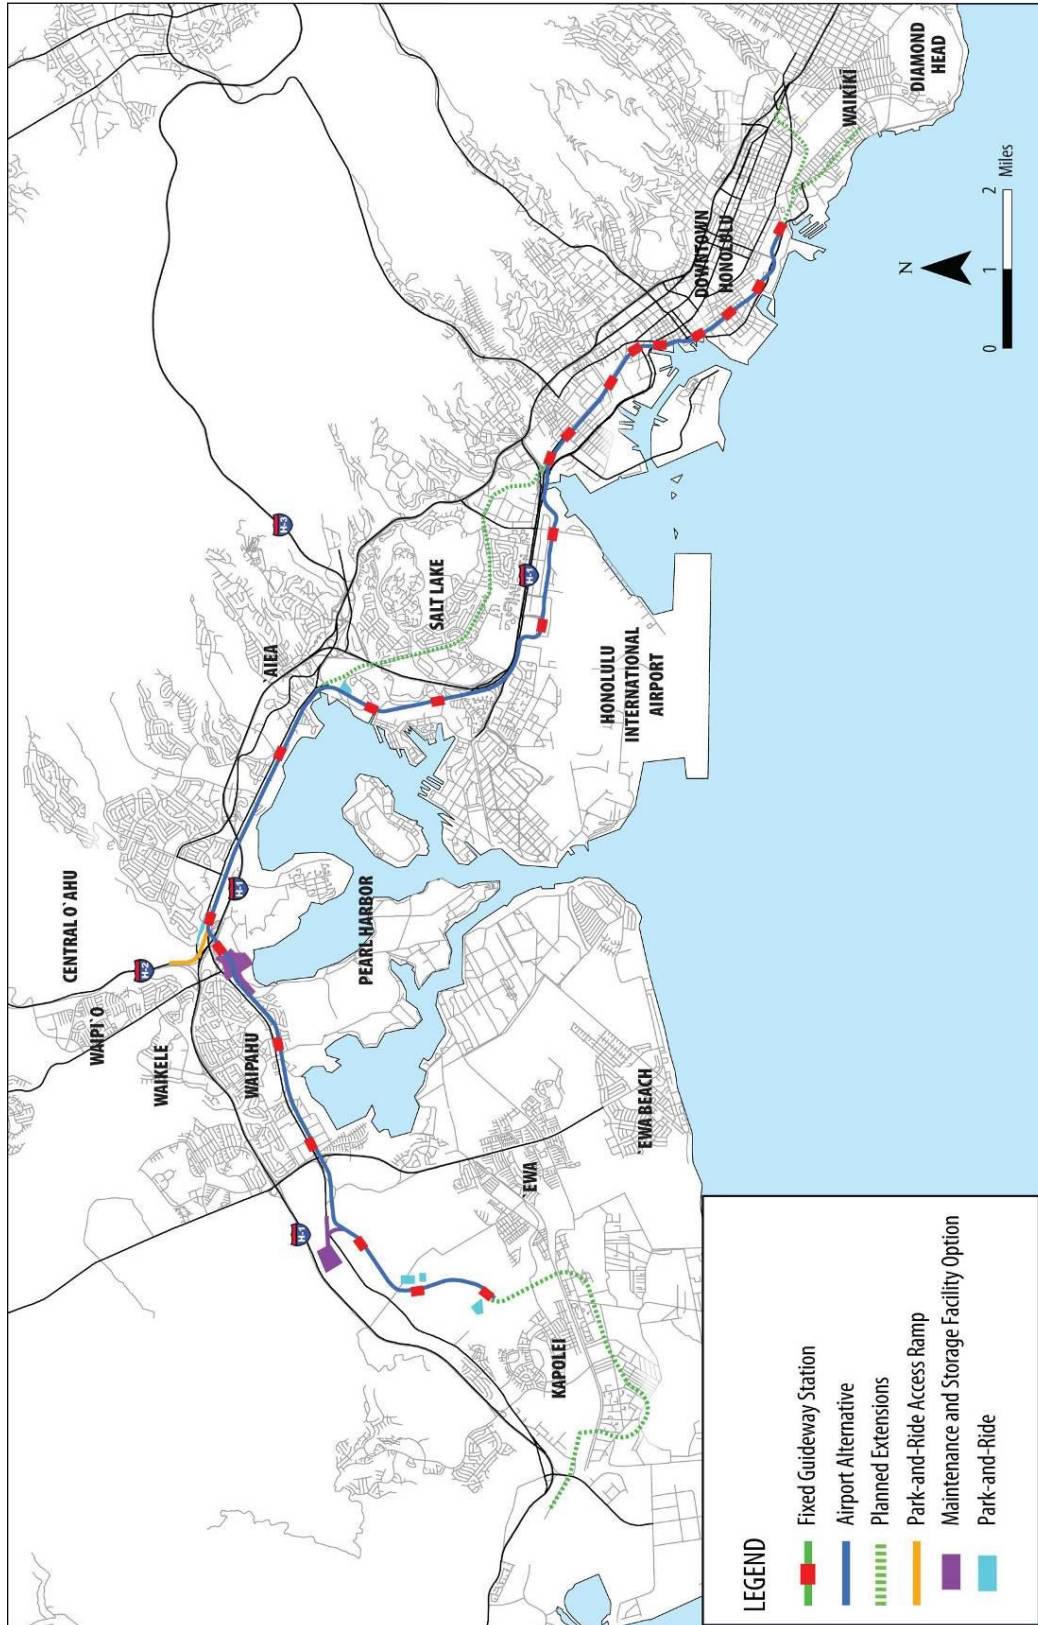 CENTRAL O`AHU
H-2
WAIPI`O
WAIKELE
WAIPAHU
H-1
H-1
`AIEA
H-3
PEARL HARBOR
SALT LAKE
H-1
`EWA
`EWA BEACH
KAPOLEI
HONOLULU
INTERNATIONAL
AIRPORT
DOWNTOWN
HONOLULU
WAIKĪKĪ
DIAMOND
HEAD
N
0 1 2 Miles
LEGEND
Fixed Guideway Station
Airport Alternative
Planned Extensions
Park-and-Ride Access Ramp
Maintenance and Storage Facility Option
Park-and-Ride